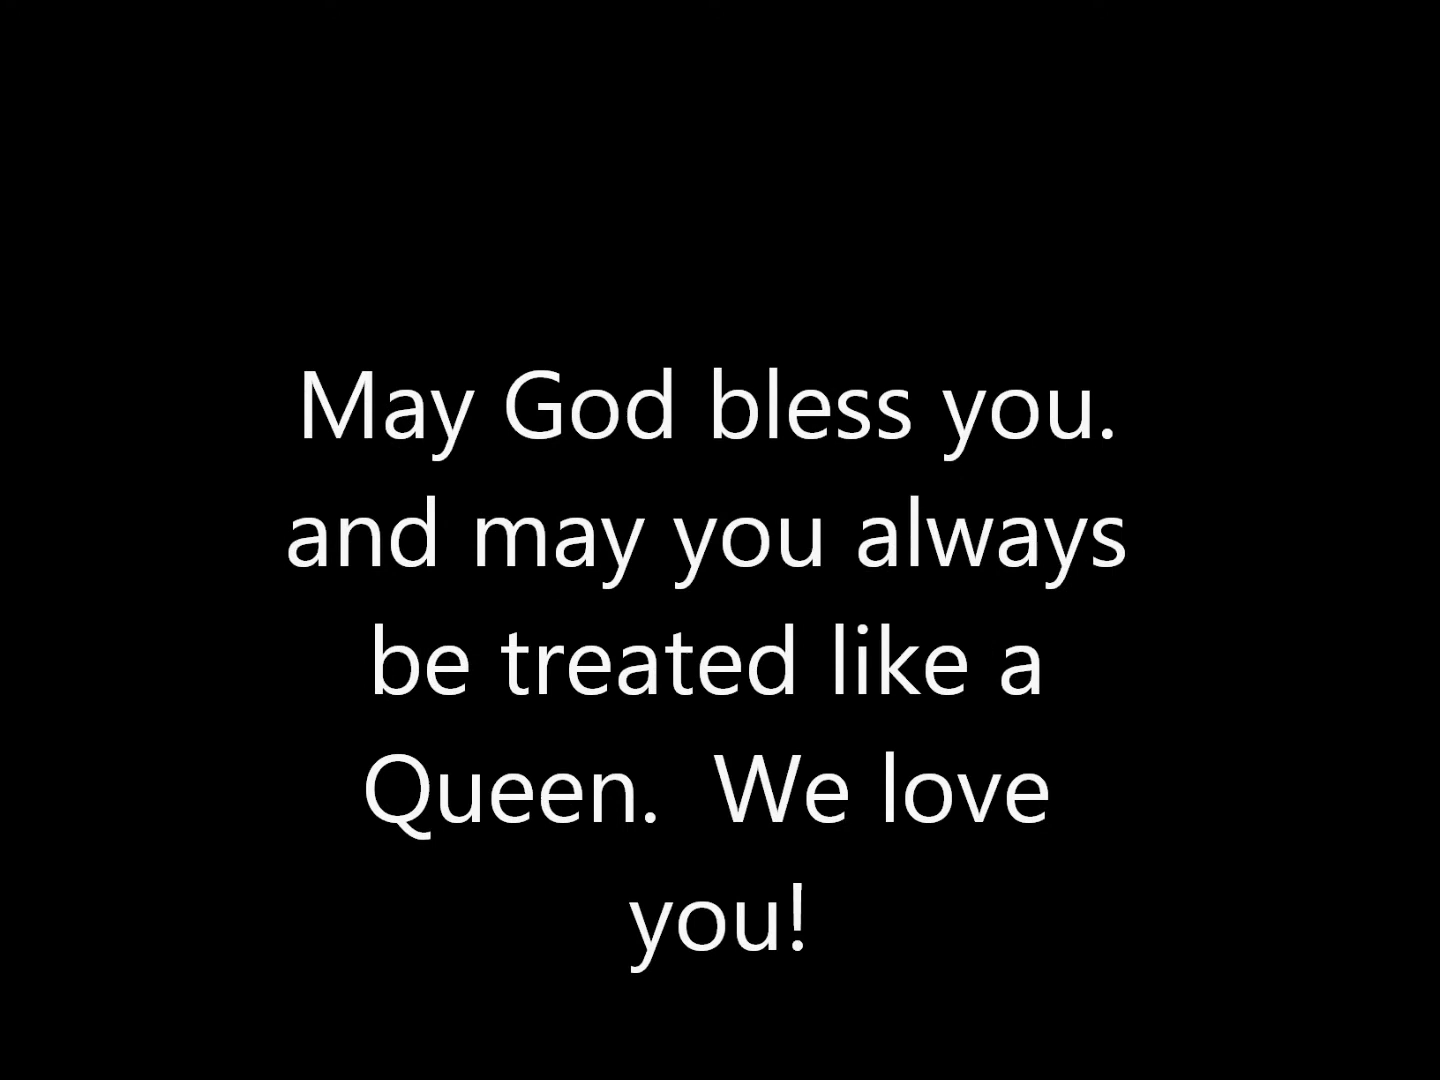 May God bless you.
and may you always
be treated like a
Queen.  We love
you!